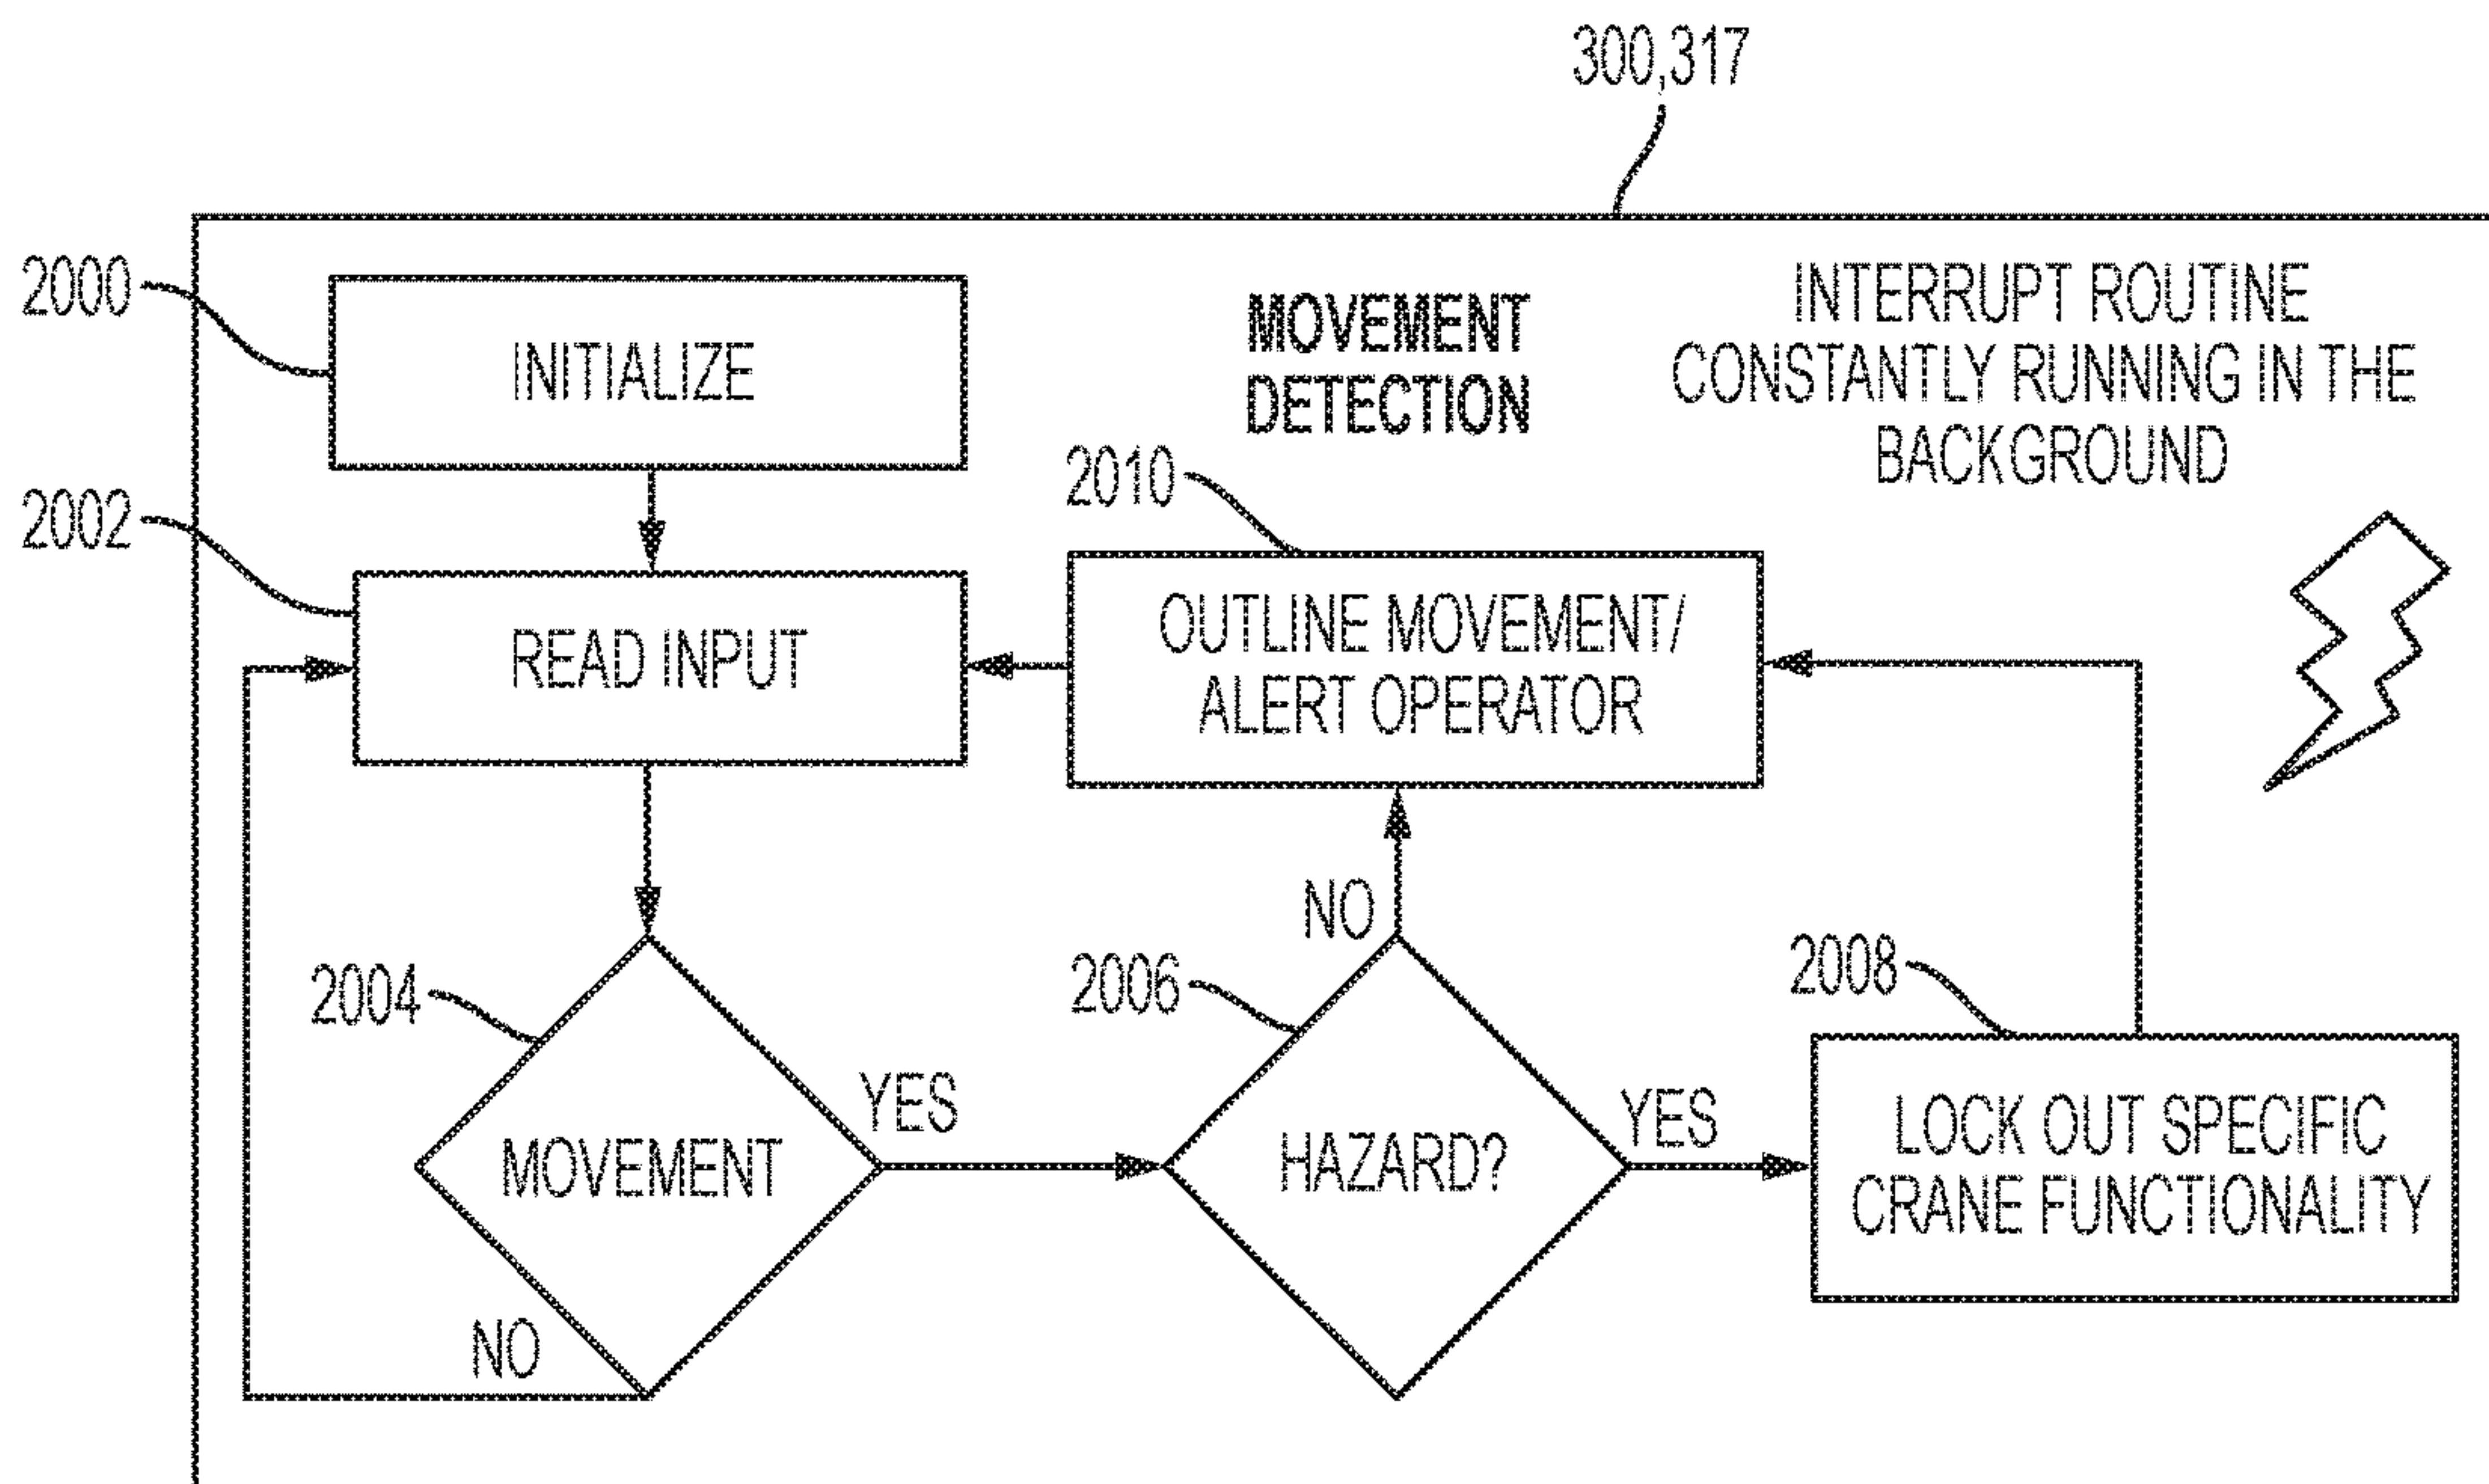 300,317
2000
INITIALIZE
MOVEMENT
DETECTION
INTERRUPT ROUTINE
CONSTANTLY RUNNING IN THE
BACKGROUND
2002
READ INPUT
2010
OUTLINE MOVEMENT/
ALERT OPERATOR
2004
MOVEMENT
YES
NO
2006
HAZARD?
NO
YES
2008
LOCK OUT SPECIFIC
CRANE FUNCTIONALITY